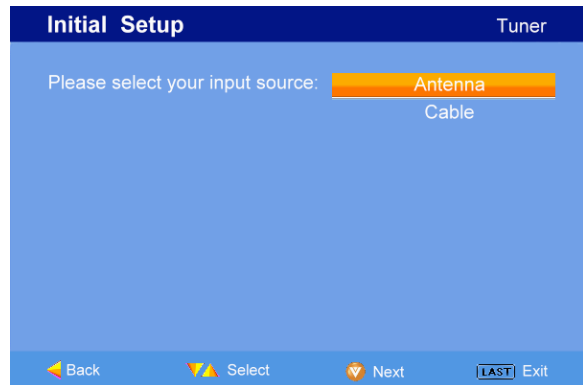 Initial Setup Tuner
Please select your input source: Antenna
Cable
Back Select Next LAST Exit